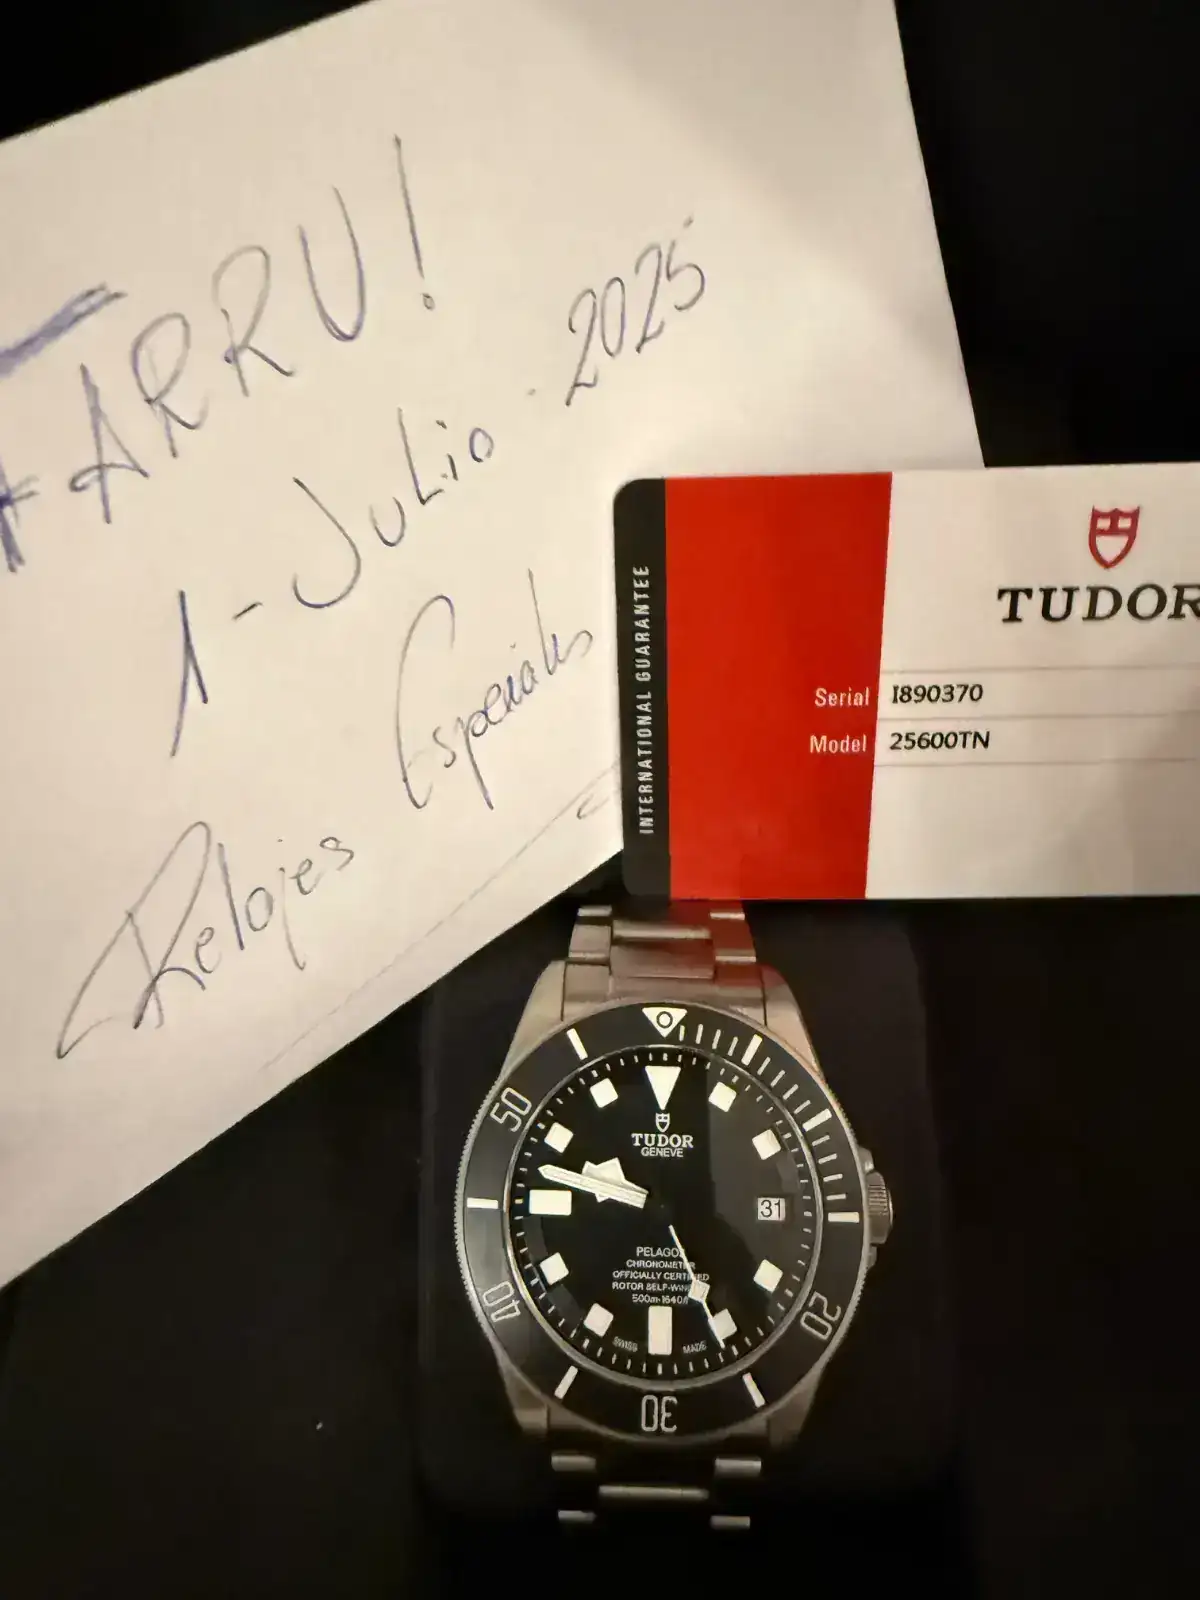 FARRU!
1-Julio-2025
Relojes Especiales
INTERNATIONAL GUARANTEE
TUDOR
Serial I890370
Model 25600TN
0
50
40
30
20
TUDOR
GENEVE
31
PELAGOS
CHRONOMETER
OFFICIALLY CERTIFIED
ROTOR SELF-WINDING
500m-1640ft
SWISS MADE